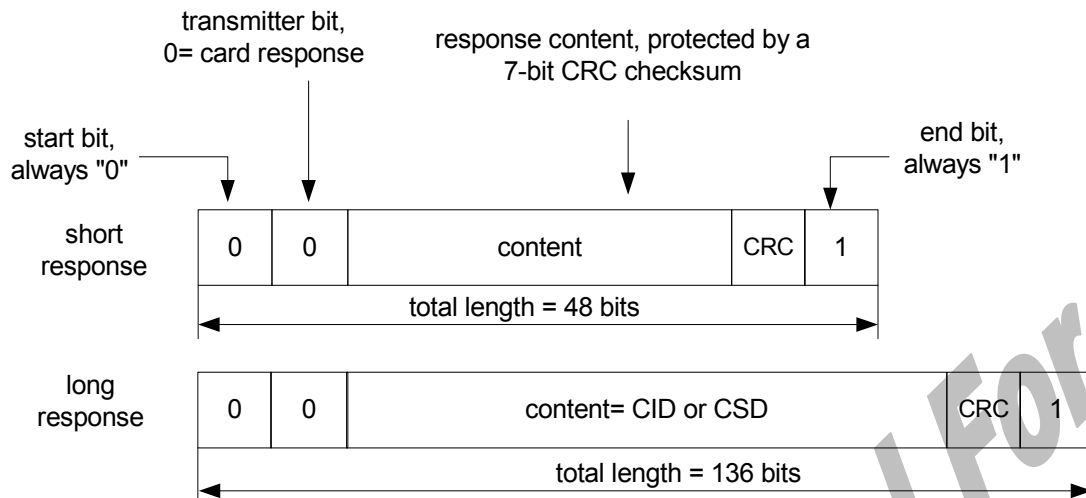 transmitter bit,
0= card response
response content, protected by a
7-bit CRC checksum
start bit,
always "0"
end bit,
always "1"
short
response
0
0
content
CRC
1
total length = 48 bits
long
response
0
0
content= CID or CSD
CRC
1
total length = 136 bits
For